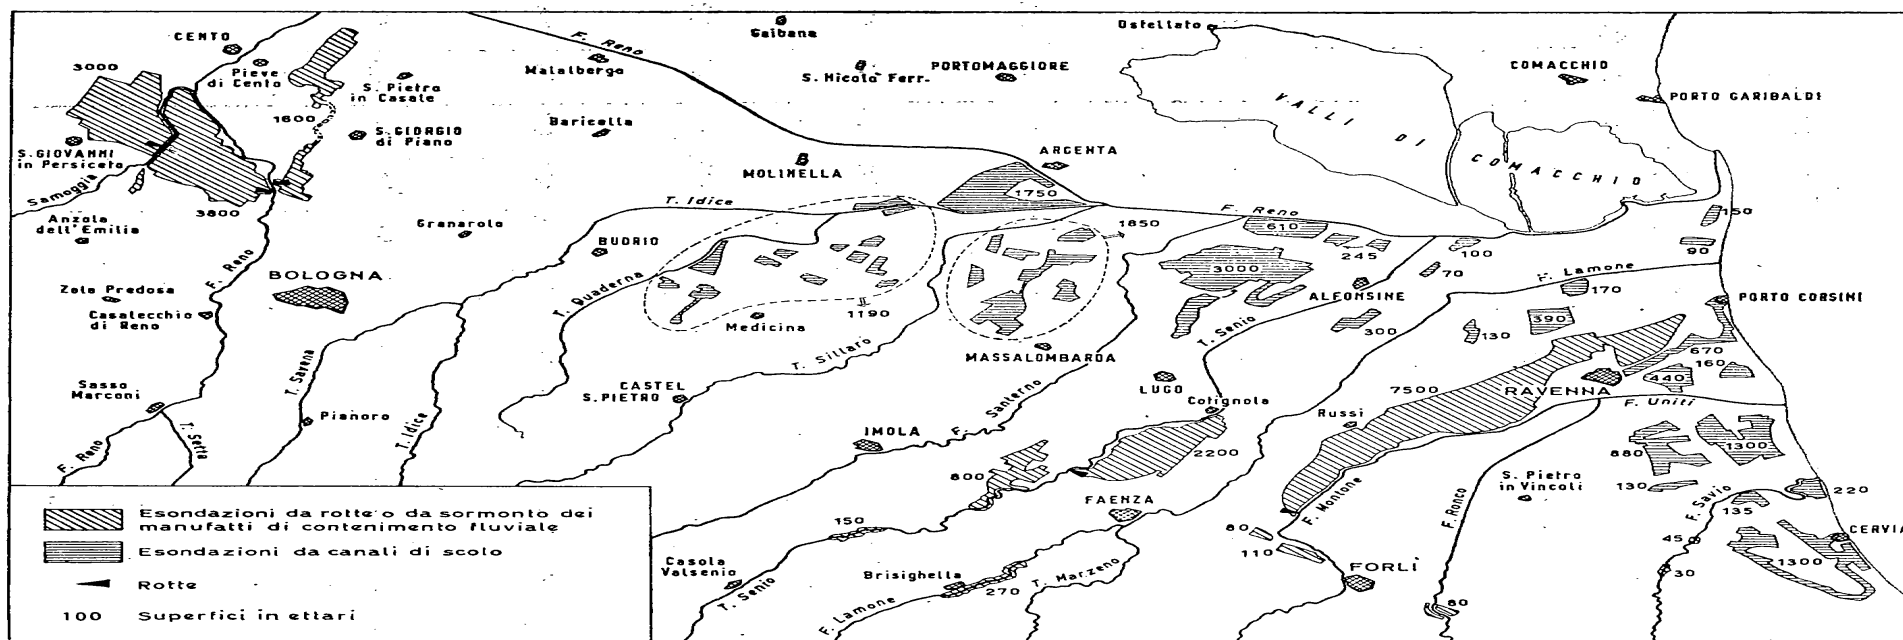 CENTO
3000
Pieve
di Cento
S. Pietro
in Casale
1600
S. GIORGIO
di Piano
S. GIOVANNI
in Persiceto
Samoggia
3800
Anzola
dell'Emilia
F. Reno
BOLOGNA
Zola Predosa
Casalecchio
di Reno
Sasso
Marconi
F. Reno
T. Setta
Granarolo
T. Savena
Pianoro
T. Idice
F. Reno
Malalbergo
Baricella
Gaibana
S. Nicolo Ferr.
PORTOMAGGIORE
MOLINELLA
ARGENTA
1750
T. Idice
BUDRIO
T. Quaderna
1190
Medicina
T. Sillaro
CASTEL
S. PIETRO
1850
MASSALOMBARDA
F. Santerno
IMOLA
Ostellato
VALLI DI
COMACCHIO
COMACCHIO
PORTO GARIBALDI
F. Reno
610
245
100
70
150
90
3000
ALFONSINE
300
T. Senio
F. Lamone
170
390
130
PORTO CORSINI
LUGO
Cotignola
Russi
7500
RAVENNA
670
160
440
F. Uniti
2200
800
FAENZA
150
Casola
Valsenio
T. Senio
Brisighella
270
F. Lamone
T. Marzeno
80
110
F. Montone
FORLÌ
F. Ronco
80
S. Pietro
in Vincoli
880
1300
130
F. Savio
135
220
CERVIA
45
30
1300
Esondazioni da rotte o da sormonto dei
manufatti di contenimento fluviale
Esondazioni da canali di scolo
Rotte
100 Superfici in ettari